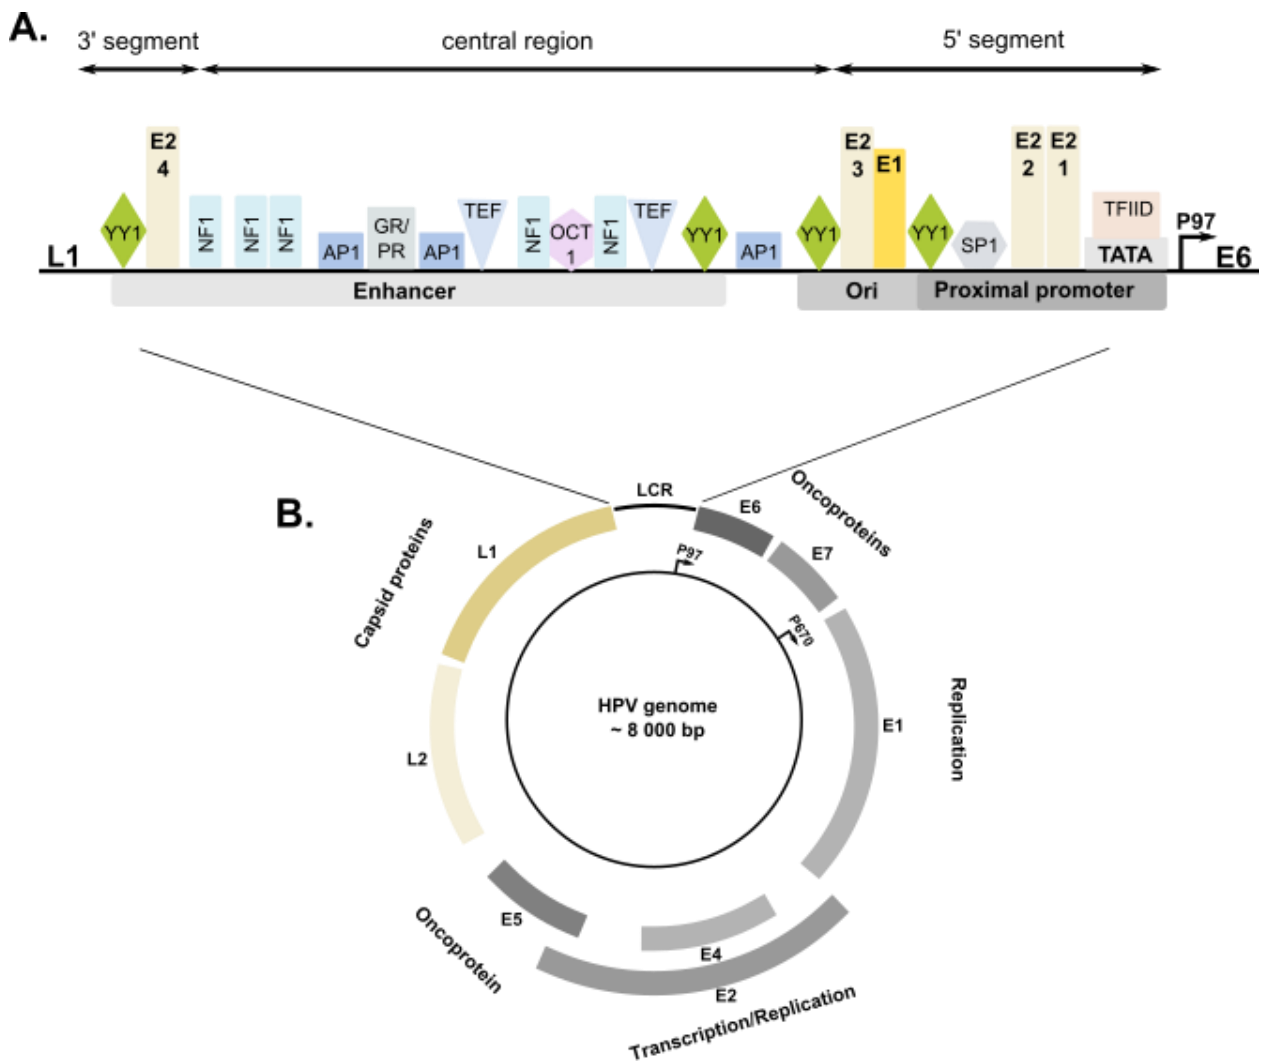 A.
3' segment
central region
5' segment
L1
YY1
E2
4
NF1
NF1
NF1
AP1
GR/
PR
AP1
TEF
NF1
OCT
1
NF1
TEF
YY1
AP1
YY1
E2
3
E1
YY1
SP1
E2
2
E2
1
TFIID
TATA
P97
E6
Enhancer
Ori
Proximal promoter
B.
LCR
E6
Oncoproteins
E7
L1
Capsid proteins
P97
P670
HPV genome
~ 8 000 bp
Replication
E1
L2
E5
Oncoprotein
E4
E2
Transcription/Replication